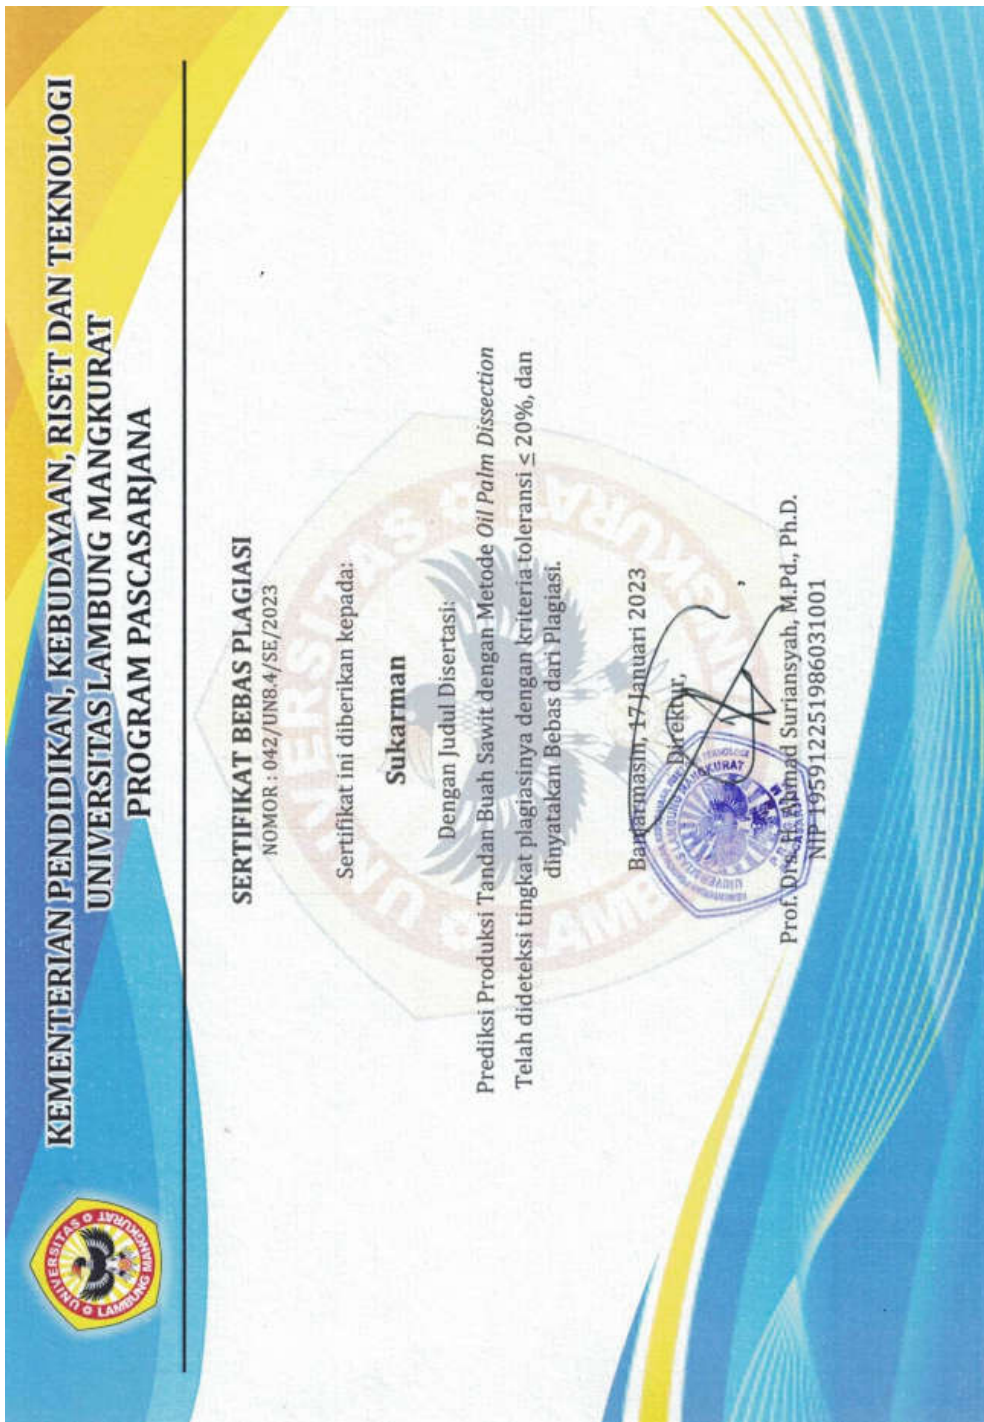 KEMENTERIAN PENDIDIKAN, KEBUDAYAAN, RISET DAN TEKNOLOGI
UNIVERSITAS LAMBUNG MANGKURAT
PROGRAM PASCASARJANA
UNIVERSITAS
LAMBUNG MANGKURAT
SERTIFIKAT BEBAS PLAGIASI
NOMOR : 042/UN8.4/SE/2023
Sertifikat ini diberikan kepada:
Sukarman
Dengan Judul Disertasi:
Prediksi Produksi Tandan Buah Sawit dengan Metode Oil Palm Dissection
Telah dideteksi tingkat plagiasinya dengan kriteria toleransi ≤ 20%, dan
dinyatakan Bebas dari Plagiasi.
Banjarmasin, 17 Januari 2023
Direktur,
Prof. Drs. H. Ahmad Suriansyah, M.Pd., Ph.D.
NIP 195912251986031001